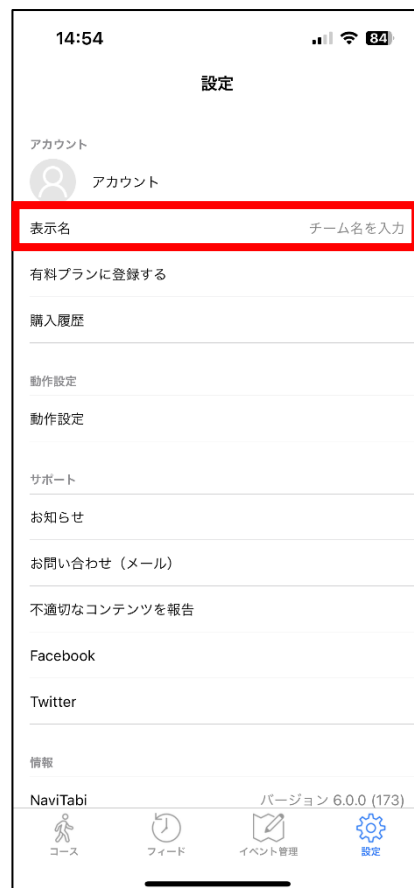 14:54 84
設定
アカウント
アカウント
表示名 チーム名を入力
有料プランに登録する
購入履歴
動作設定
動作設定
サポート
お知らせ
お問い合わせ（メール）
不適切なコンテンツを報告
Facebook
Twitter
情報
NaviTabi バージョン 6.0.0 (173)
コース フィード イベント管理 設定